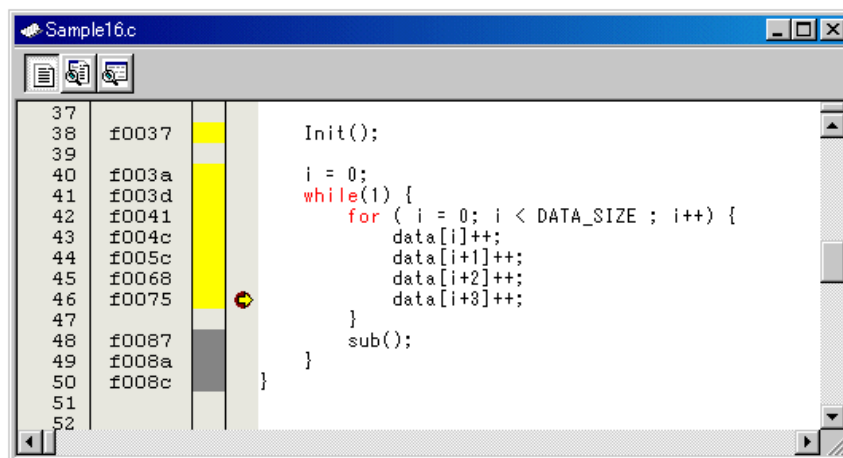 Sample16.c
37
38 f0037 Init();
39
40 f003a i = 0;
41 f003d while(1) {
42 f0041 for ( i = 0; i < DATA_SIZE ; i++) {
43 f004c data[i]++;
44 f005c data[i+1]++;
45 f0068 data[i+2]++;
46 f0075 data[i+3]++;
47 }
48 f0087 sub();
49 f008a }
50 f008c }
51
52